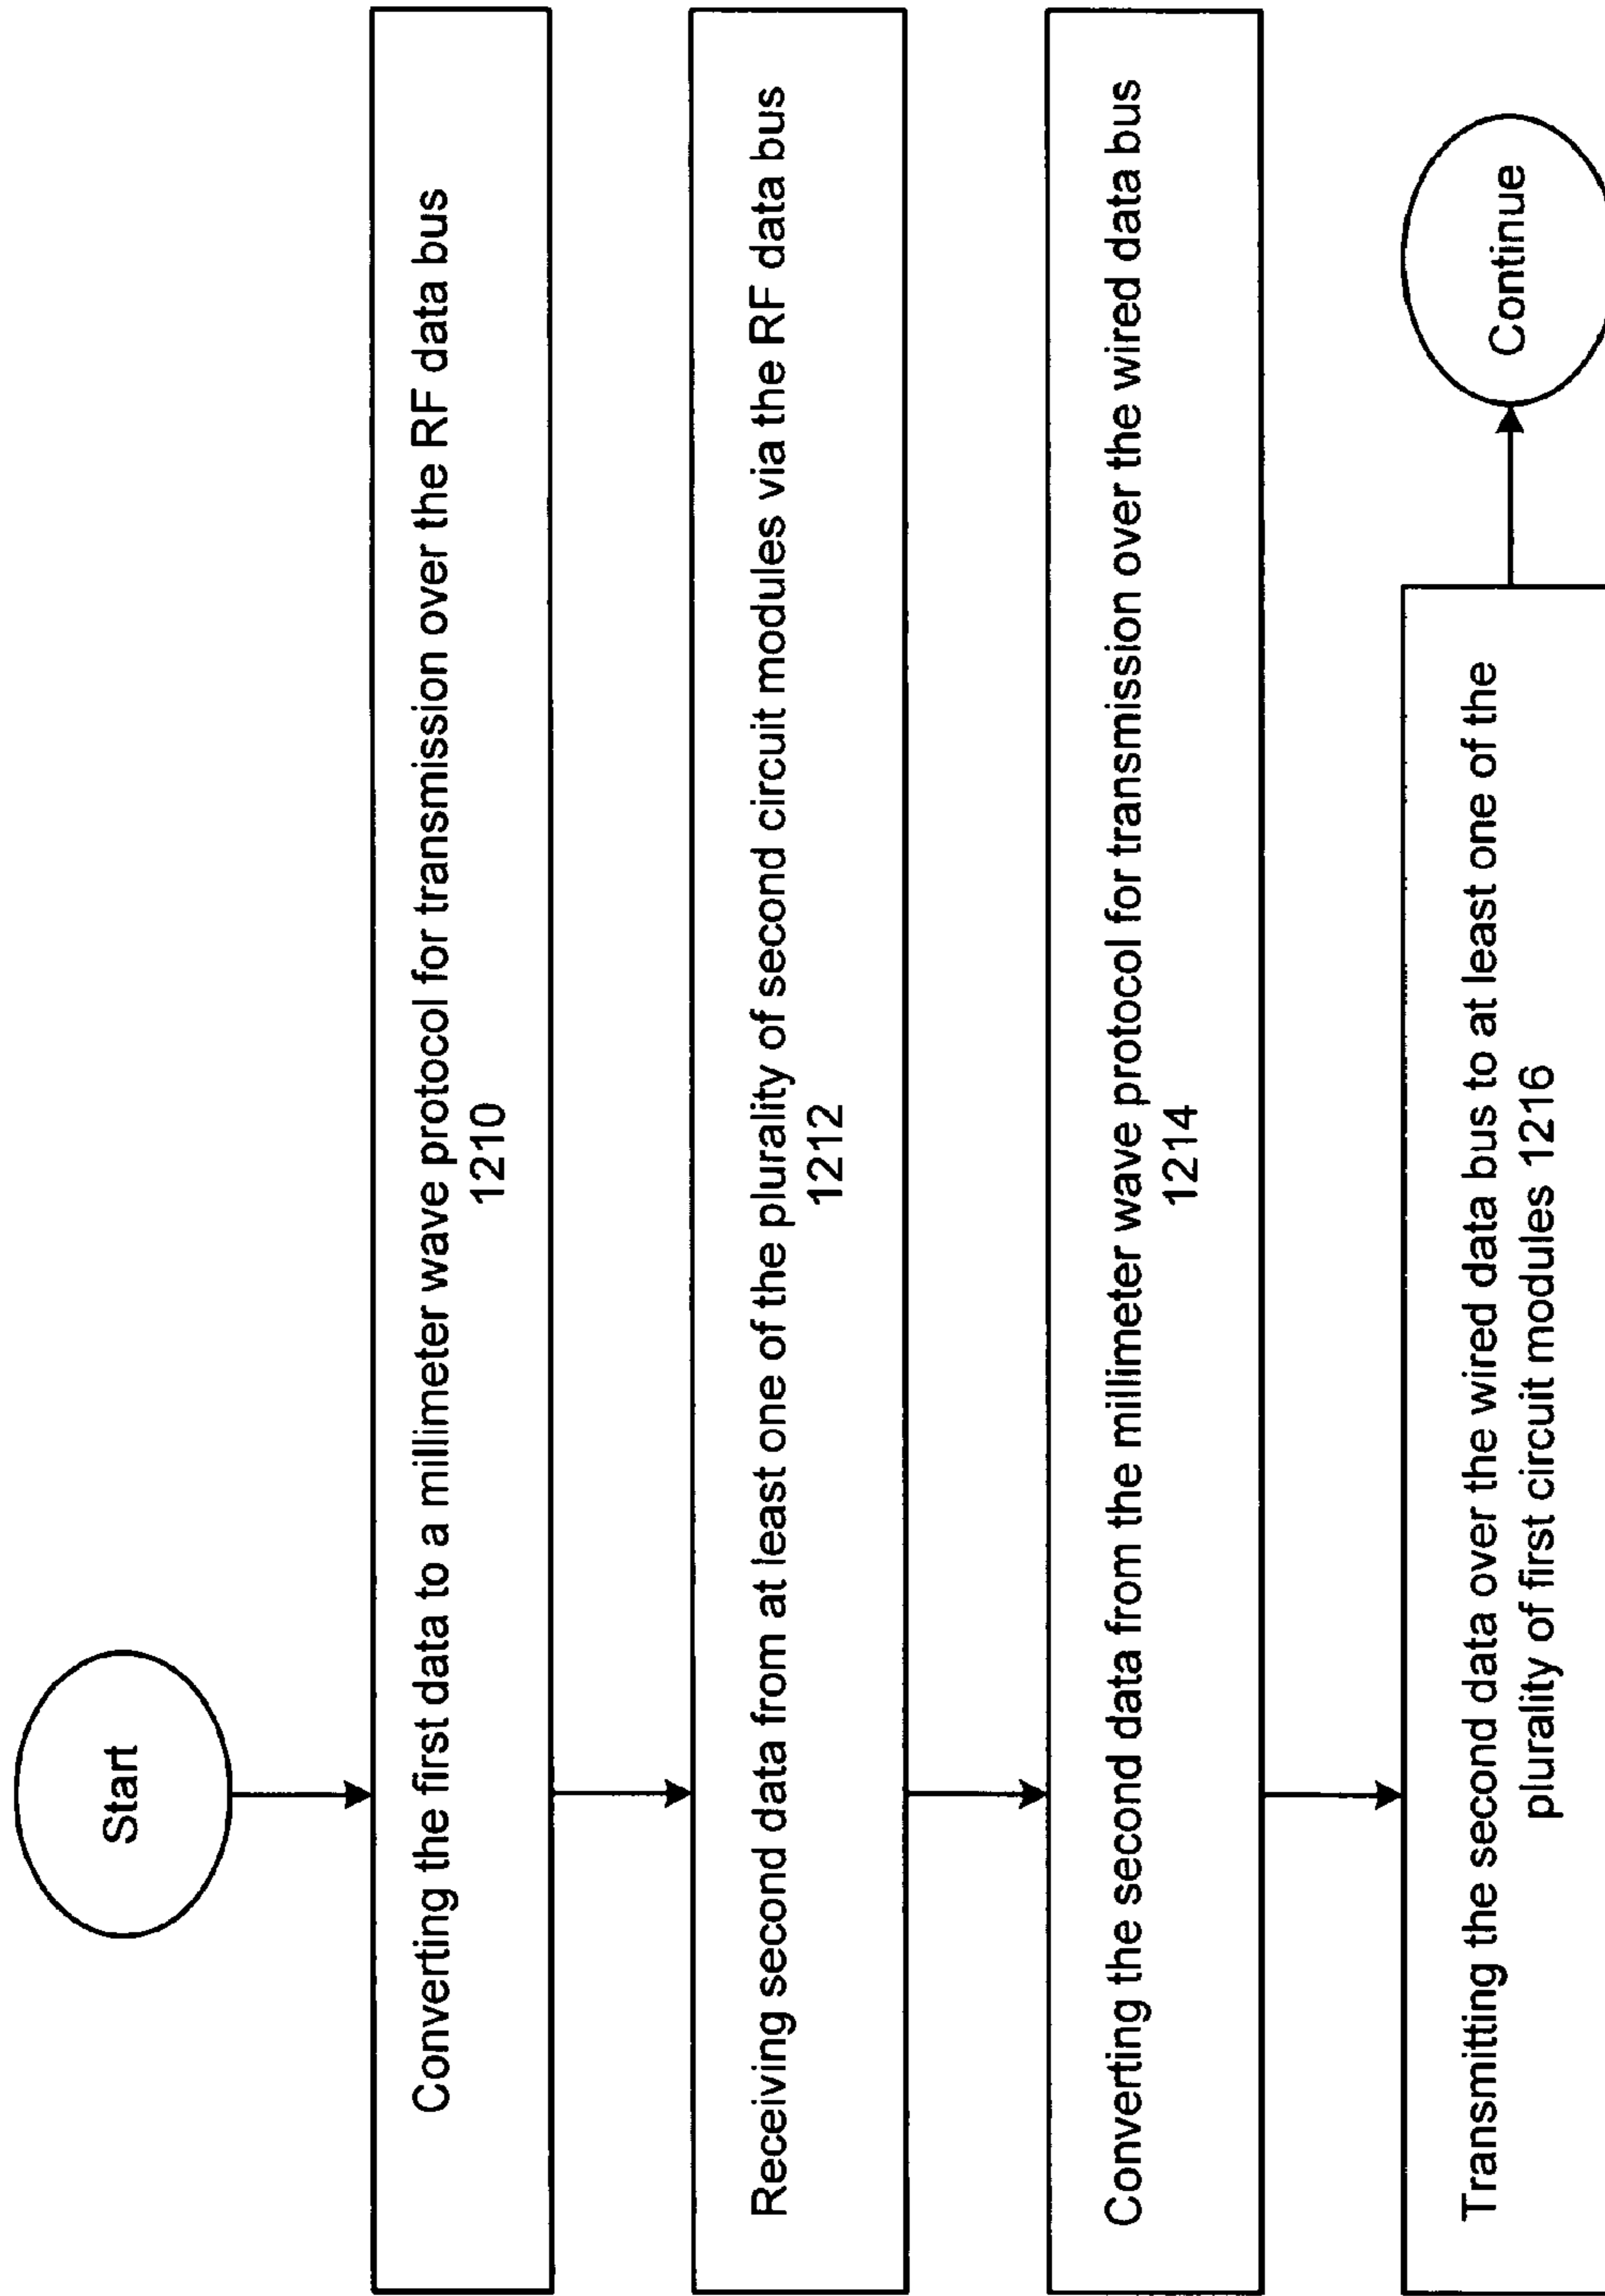 Start
Converting the first data to a millimeter wave protocol for transmission over the RF data bus
1210
Receiving second data from at least one of the plurality of second circuit modules via the RF data bus
1212
Converting the second data from the millimeter wave protocol for transmission over the wired data bus
1214
Transmitting the second data over the wired data bus to at least one of the
plurality of first circuit modules 1216
Continue